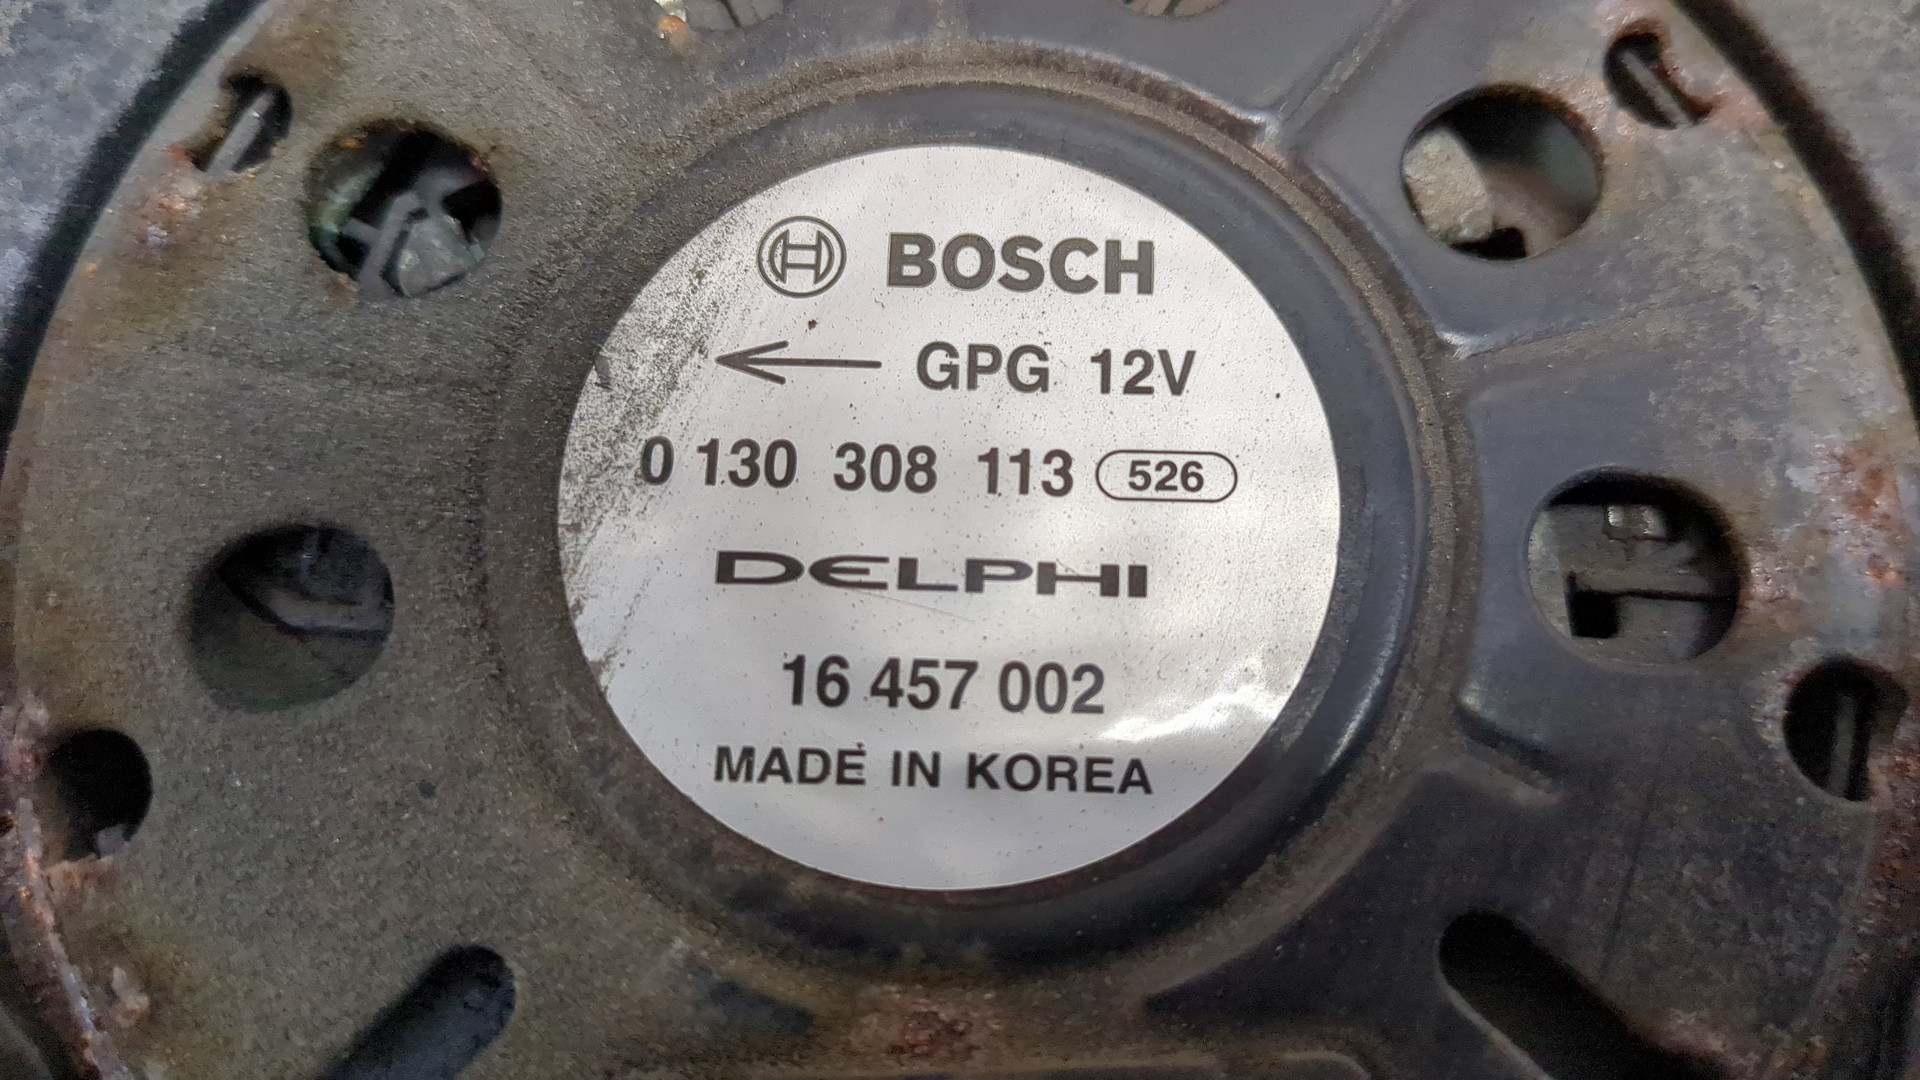 BOSCH
GPG 12V
0 130 308 113 526
DELPHI
16 457 002
MADE IN KOREA